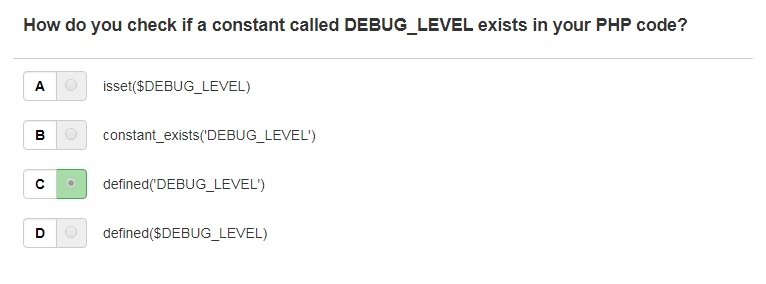 How do you check if a constant called DEBUG_LEVEL exists in your PHP code?
A isset($DEBUG_LEVEL)
B constant_exists('DEBUG_LEVEL')
C defined('DEBUG_LEVEL')
D defined($DEBUG_LEVEL)